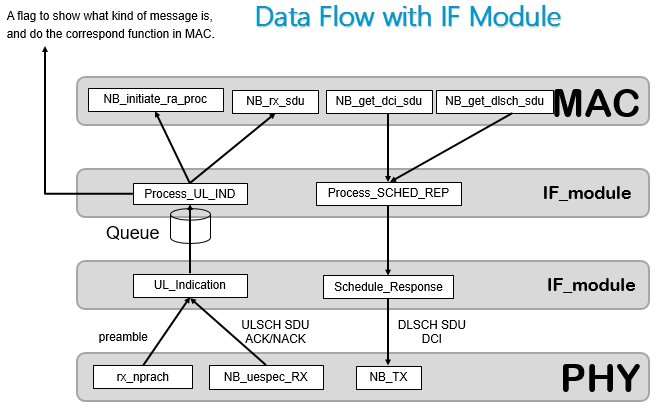 A flag to show what kind of message is,
and do the correspond function in MAC.
Data Flow with IF Module
NB_initiate_ra_proc
NB_rx_sdu
NB_get_dci_sdu
NB_get_dlsch_sdu
MAC
Process_UL_IND
Process_SCHED_REP
IF_module
Queue
UL_Indication
Schedule_Response
IF_module
preamble
ULSCH SDU
ACK/NACK
DLSCH SDU
DCI
rx_nprach
NB_uespec_RX
NB_TX
PHY